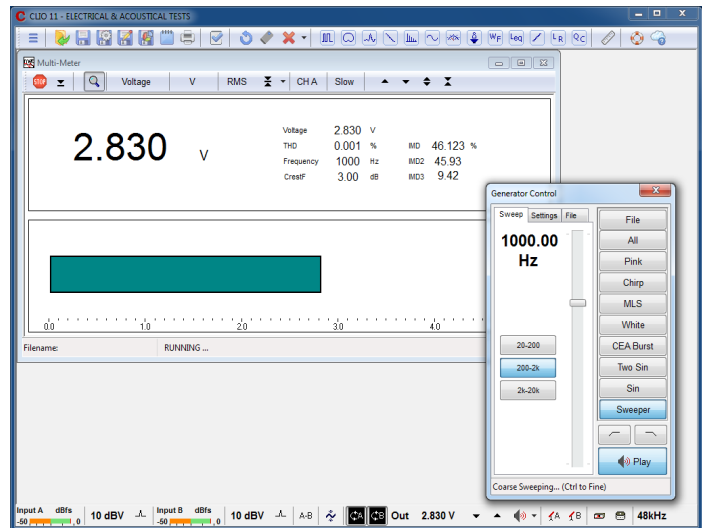 CLIO 11 - ELECTRICAL & ACOUSTICAL TESTS
WF Leq LR QC
Multi-Meter
STOP Voltage V RMS CH A Slow
2.830 V
Voltage 2.830 V
THD 0.001 % IMD 46.123 %
Frequency 1000 Hz IMD2 45.93
CrestF 3.00 dB IMD3 9.42
0.0 1.0 2.0 3.0 4.0
Filename: RUNNING ...
Generator Control
Sweep Settings File
1000.00
Hz
20-200
200-2k
2k-20k
File
All
Pink
Chirp
MLS
White
CEA Burst
Two Sin
Sin
Sweeper
Play
Coarse Sweeping... (Ctrl to Fine)
Input A dBfs
-50 0
10 dBV
Input B dBfs
-50 0
10 dBV
A-B
A B Out 2.830 V
A B 48kHz